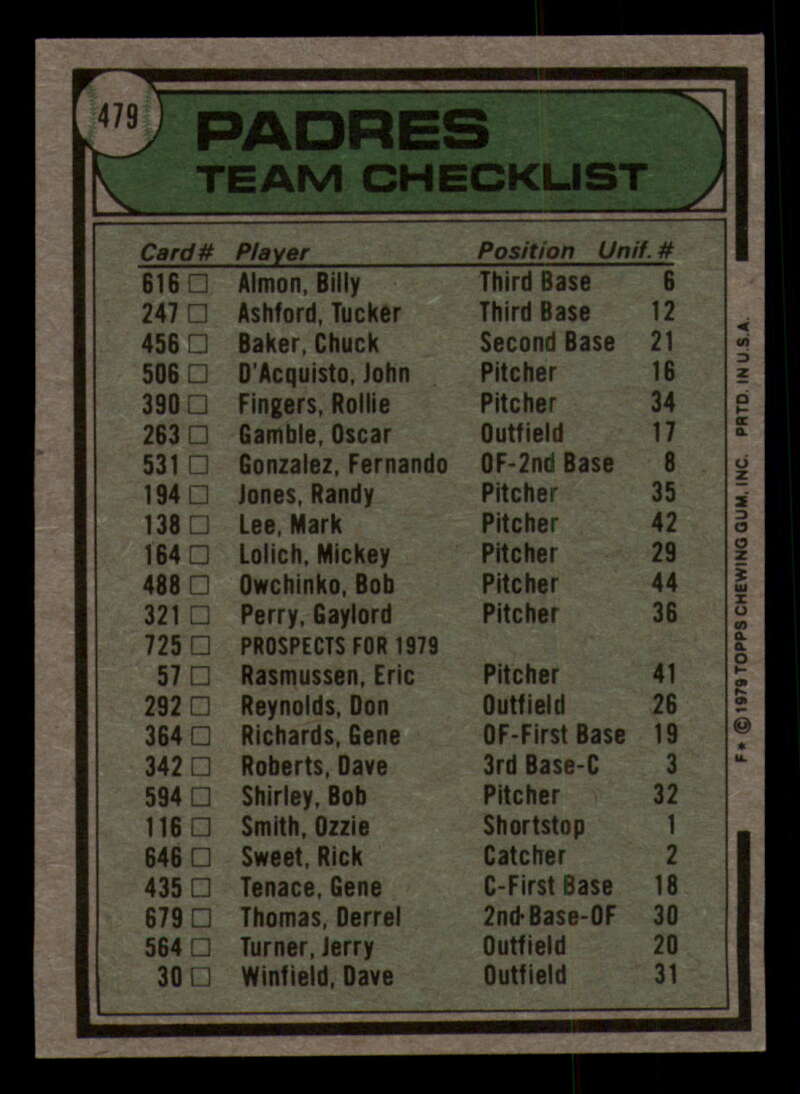 479
PADRES
TEAM CHECKLIST
Card# Player Position Unif. #
616 □ Almon, Billy Third Base 6
247 □ Ashford, Tucker Third Base 12
456 □ Baker, Chuck Second Base 21
506 □ D'Acquisto, John Pitcher 16
390 □ Fingers, Rollie Pitcher 34
263 □ Gamble, Oscar Outfield 17
531 □ Gonzalez, Fernando OF-2nd Base 8
194 □ Jones, Randy Pitcher 35
138 □ Lee, Mark Pitcher 42
164 □ Lolich, Mickey Pitcher 29
488 □ Owchinko, Bob Pitcher 44
321 □ Perry, Gaylord Pitcher 36
725 □ PROSPECTS FOR 1979
57 □ Rasmussen, Eric Pitcher 41
292 □ Reynolds, Don Outfield 26
364 □ Richards, Gene OF-First Base 19
342 □ Roberts, Dave 3rd Base-C 3
594 □ Shirley, Bob Pitcher 32
116 □ Smith, Ozzie Shortstop 1
646 □ Sweet, Rick Catcher 2
435 □ Tenace, Gene C-First Base 18
679 □ Thomas, Derrel 2nd Base-OF 30
564 □ Turner, Jerry Outfield 20
30 □ Winfield, Dave Outfield 31
F* © 1979 TOPPS CHEWING GUM, INC. PRTD. IN U.S.A.